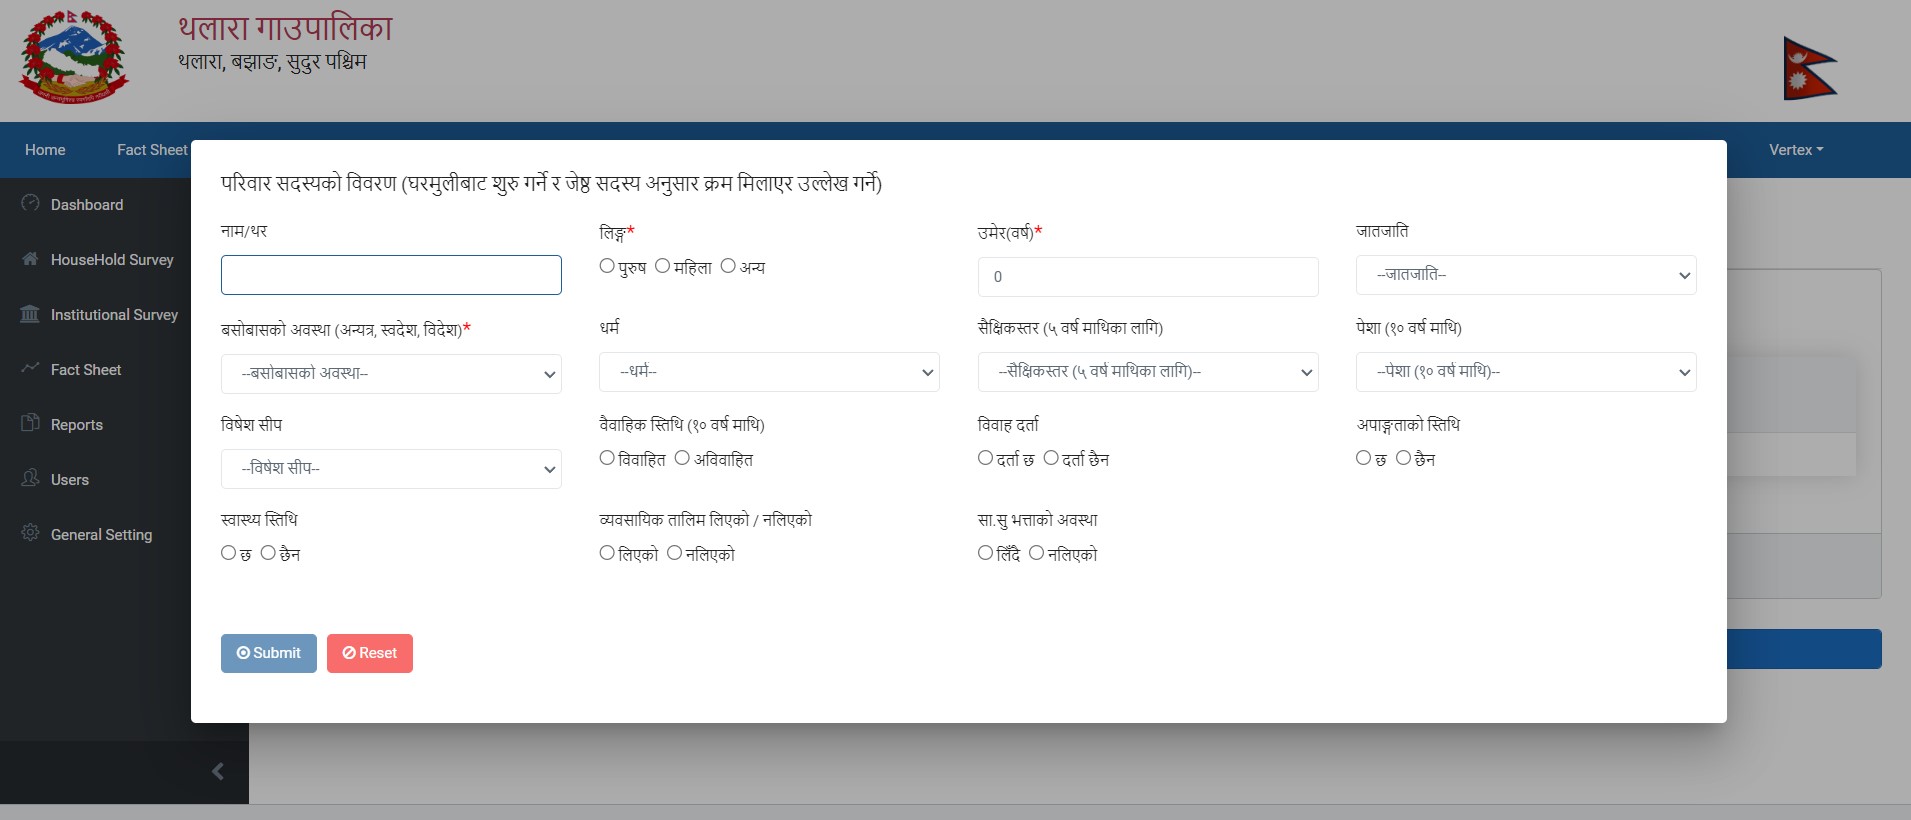 थलारा गाउपालिका
थलारा, बझाङ, सुदुर पश्चिम
Home
Fact Sheet
Vertex
Dashboard
HouseHold Survey
Institutional Survey
Fact Sheet
Reports
Users
General Setting
परिवार सदस्यको विवरण (घरमुलीबाट शुरु गर्ने र जेष्ठ सदस्य अनुसार क्रम मिलाएर उल्लेख गर्ने)
नाम/थर
लिङ्ग*
पुरुष महिला अन्य
उमेर(वर्ष)*
0
जातजाति
--जातजाति--
बसोबासको अवस्था (अन्यत्र, स्वदेश, विदेश)*
--बसोबासको अवस्था--
धर्म
--धर्म--
सैक्षिकस्तर (५ वर्ष माथिका लागि)
--सैक्षिकस्तर (५ वर्ष माथिका लागि)--
पेशा (१० वर्ष माथि)
--पेशा (१० वर्ष माथि)--
विषेश सीप
--विषेश सीप--
वैवाहिक स्तिथि (१० वर्ष माथि)
विवाहित अविवाहित
विवाह दर्ता
दर्ता छ दर्ता छैन
अपाङ्गताको स्तिथि
छ छैन
स्वास्थ्य स्तिथि
छ छैन
व्यवसायिक तालिम लिएको / नलिएको
लिएको नलिएको
सा.सु भत्ताको अवस्था
लिँदै नलिएको
Submit
Reset